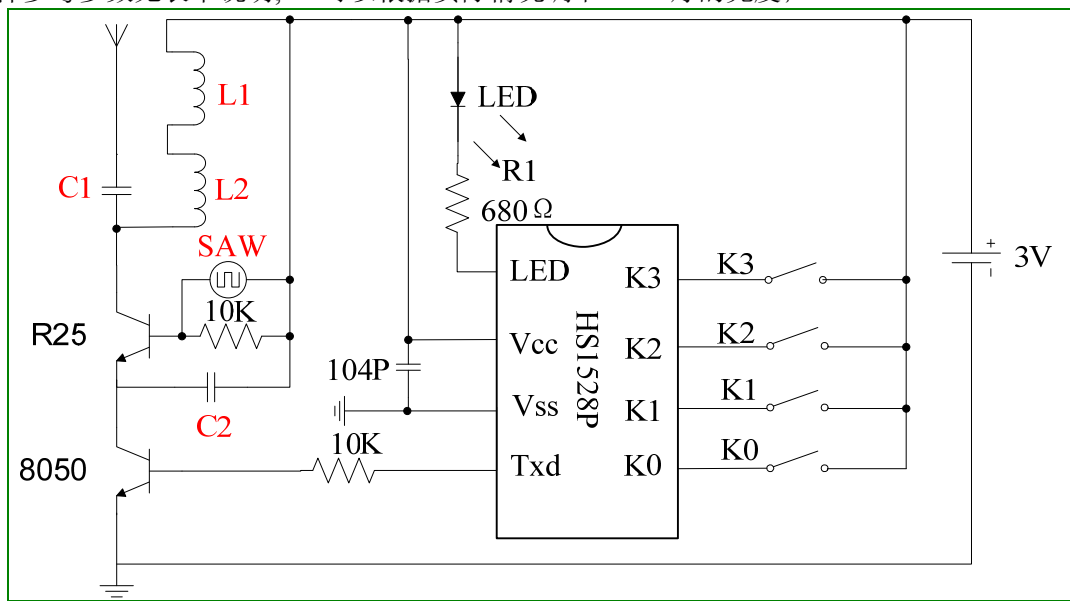 L1
LED
C1
L2
R1
680Ω
SAW
10K
LED
K3
K3
3V
R25
Vcc
K2
K2
HS1528P
104P
Vss
K1
K1
C2
10K
8050
Txd
K0
K0